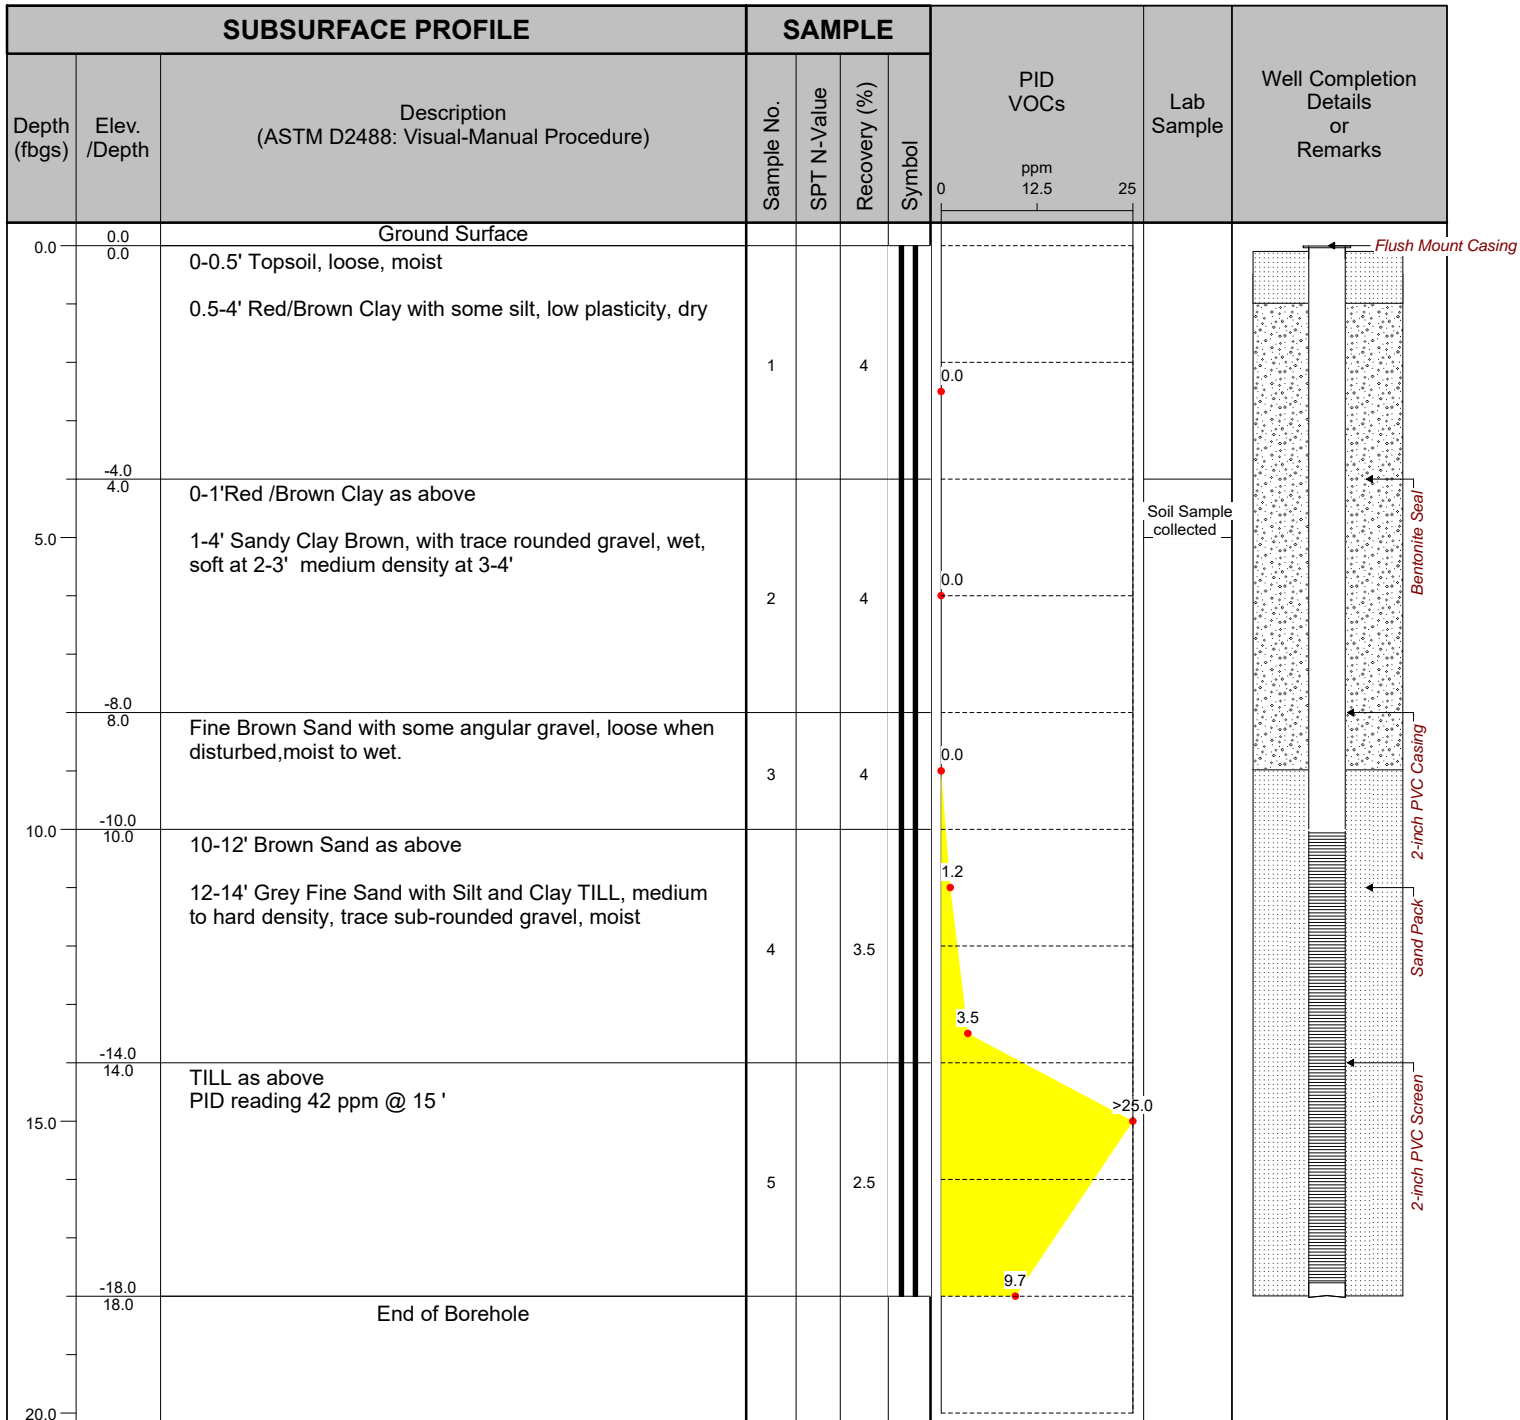 SUBSURFACE PROFILE
SAMPLE
Depth
(fbgs)
Elev.
/Depth
Description
(ASTM D2488: Visual-Manual Procedure)
Sample No.
SPT N-Value
Recovery (%)
Symbol
PID
VOCs
ppm
0 12.5 25
Lab
Sample
Well Completion
Details
or
Remarks
0.0
0.0
0.0
Ground Surface
0-0.5' Topsoil, loose, moist
0.5-4' Red/Brown Clay with some silt, low plasticity, dry
1
4
0.0
Flush Mount Casing
-4.0
4.0
0-1'Red /Brown Clay as above
1-4' Sandy Clay Brown, with trace rounded gravel, wet,
soft at 2-3' medium density at 3-4'
5.0
2
4
0.0
Soil Sample
collected
Bentonite Seal
-8.0
8.0
Fine Brown Sand with some angular gravel, loose when
disturbed,moist to wet.
3
4
0.0
2-inch PVC Casing
10.0
-10.0
10.0
10-12' Brown Sand as above
12-14' Grey Fine Sand with Silt and Clay TILL, medium
to hard density, trace sub-rounded gravel, moist
4
3.5
1.2
3.5
Sand Pack
-14.0
14.0
TILL as above
PID reading 42 ppm @ 15 '
15.0
5
2.5
>25.0
9.7
2-inch PVC Screen
-18.0
18.0
End of Borehole
20.0